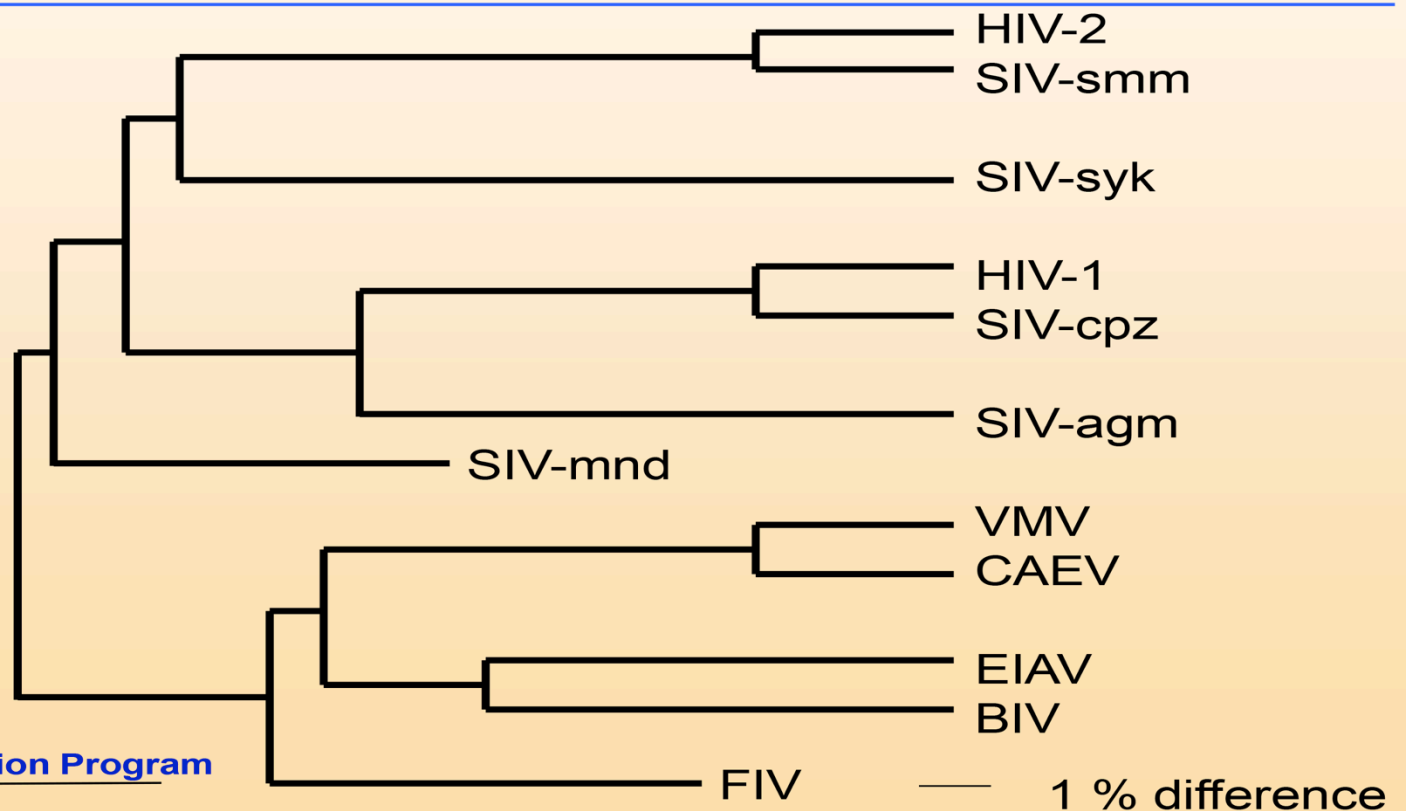 HIV-2
SIV-smm
SIV-syk
HIV-1
SIV-cpz
SIV-agm
SIV-mnd
VMV
CAEV
EIAV
BIV
ion Program
FIV
1 % difference